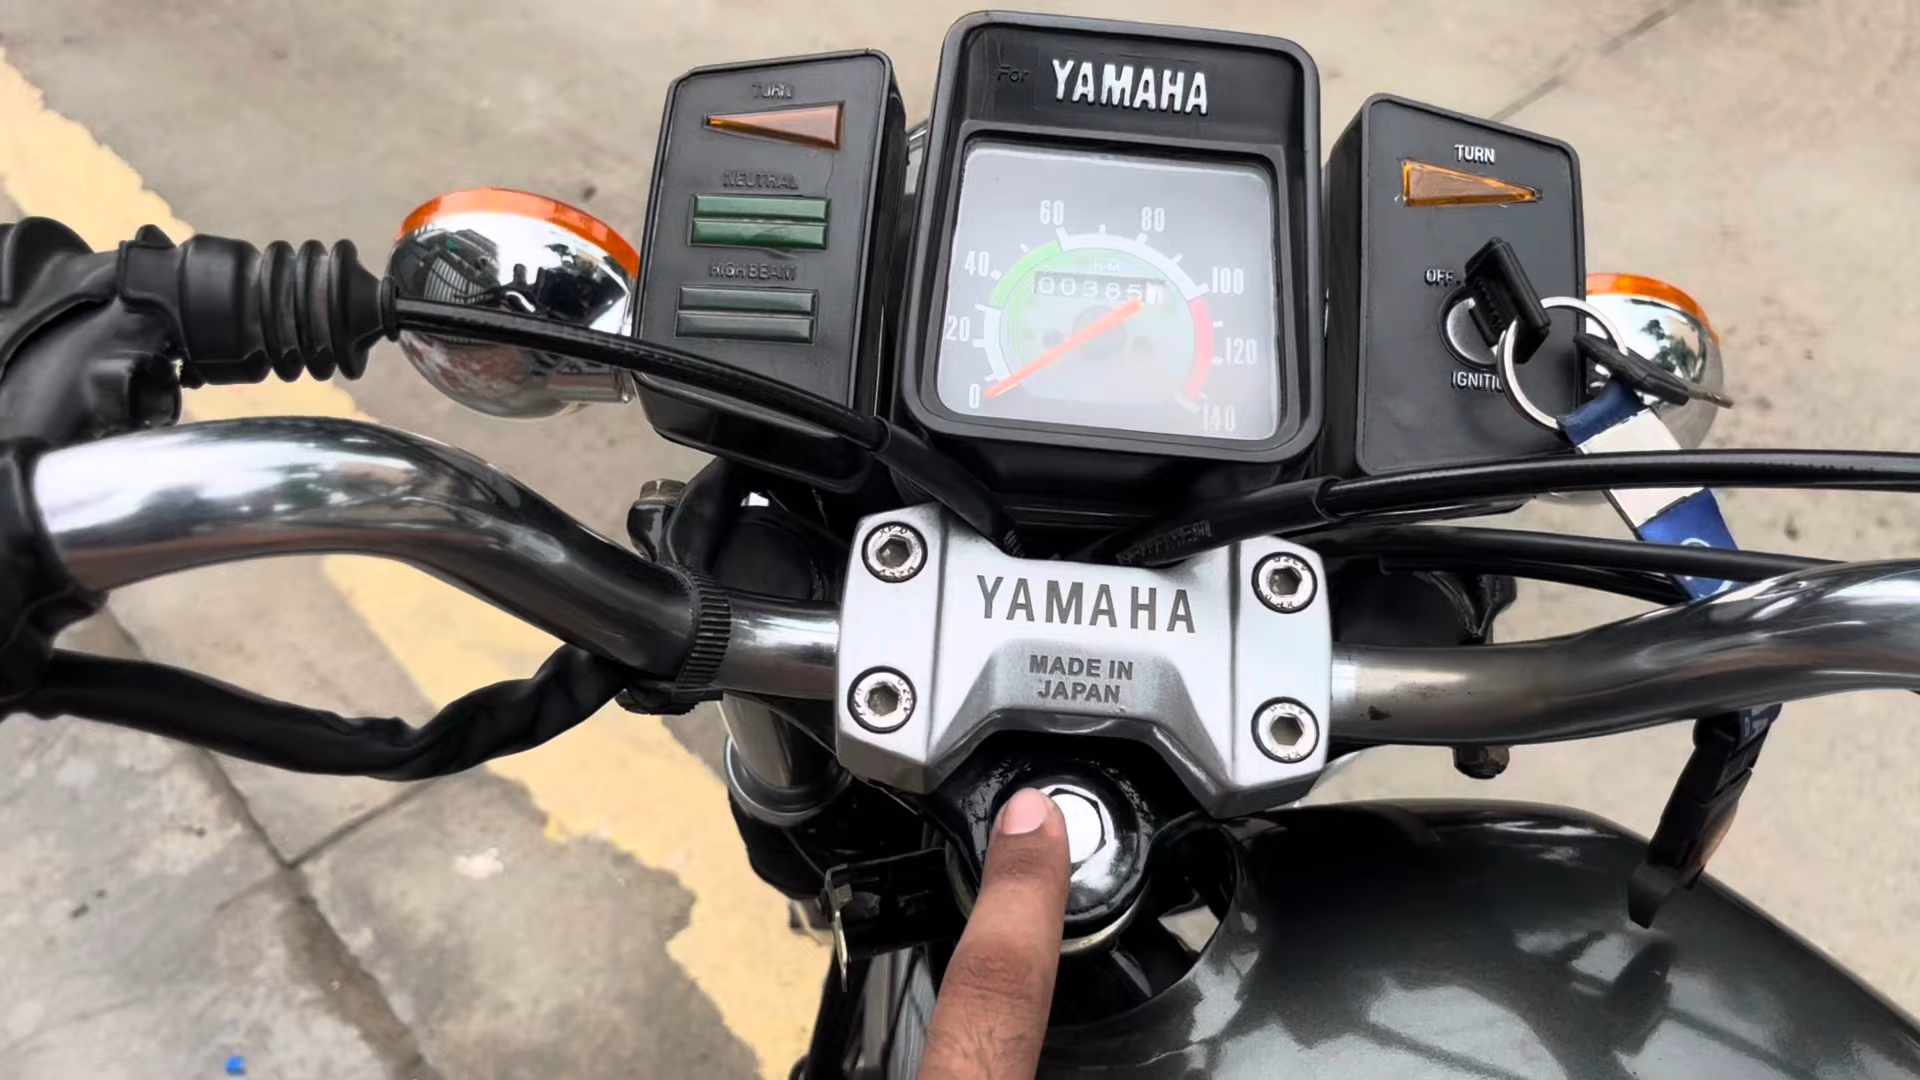 TURN
NEUTRAL
HIGH BEAM
For YAMAHA
60 80
40 100
20 120
0 140
KM
00385
TURN
OFF
YAMAHA
MADE IN
JAPAN